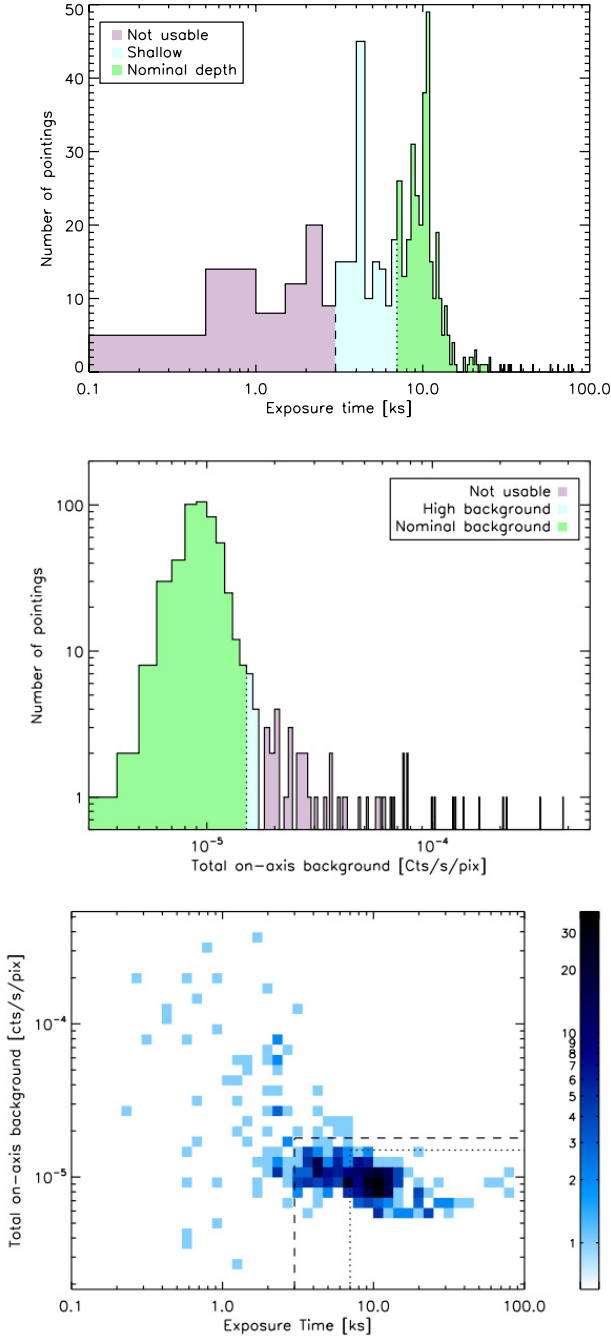 50
40
30
20
10
0
Number of pointings
Not usable
Shallow
Nominal depth
0.1 1.0 10.0 100.0
Exposure time [ks]
100
10
1
Number of pointings
Not usable
High background
Nominal background
10⁻⁵ 10⁻⁴
Total on-axis background [Cts/s/pix]
10⁻⁴
10⁻⁵
Total on-axis background [cts/s/pix]
0.1 1.0 10.0 100.0
Exposure Time [ks]
30
20
10
9
8
7
6
5
4
3
2
1